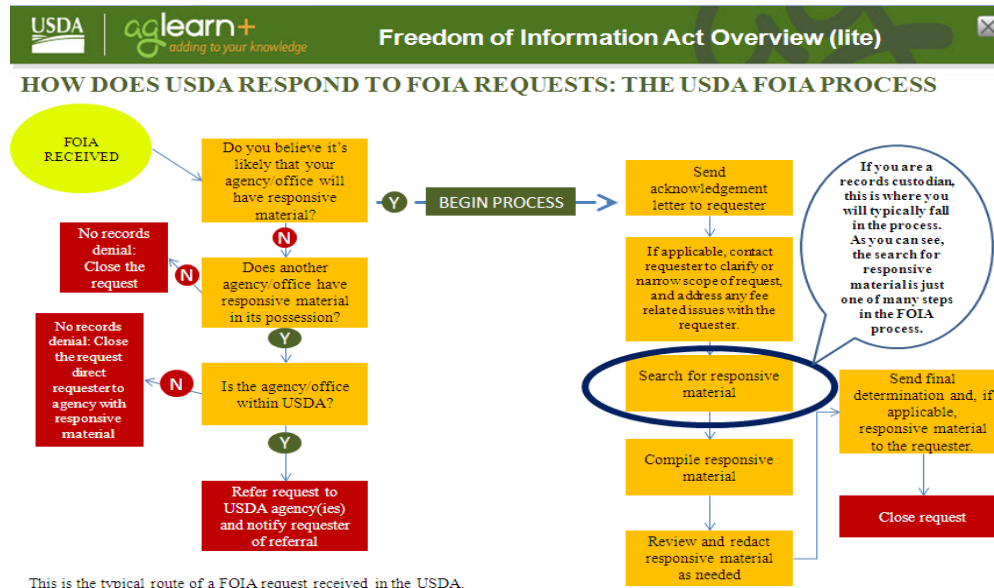 USDA
aglearn+
adding to your knowledge
Freedom of Information Act Overview (lite)
HOW DOES USDA RESPOND TO FOIA REQUESTS: THE USDA FOIA PROCESS
FOIA
RECEIVED
Do you believe it's
likely that your
agency/office will
have responsive
material?
Y
BEGIN PROCESS
N
No records
denial:
Close the
request
N
Does another
agency/office have
responsive material
in its possession?
Y
No records
denial: Close
the request
direct
requester to
agency with
responsive
material
N
Is the agency/office
within USDA?
Y
Refer request to
USDA agency(ies)
and notify requester
of referral
Send
acknowledgement
letter to requester
If applicable, contact
requester to clarify or
narrow scope of request,
and address any fee
related issues with the
requester.
Search for responsive
material
Compile responsive
material
Review and redact
responsive material
as needed
If you are a
records custodian,
this is where you
will typically fall
in the process.
As you can see,
the search for
responsive
material is just
one of many steps
in the FOIA
process.
Send final
determination and, if
applicable,
responsive material
to the requester.
Close request
This is the typical route of a FOIA request received in the USDA.